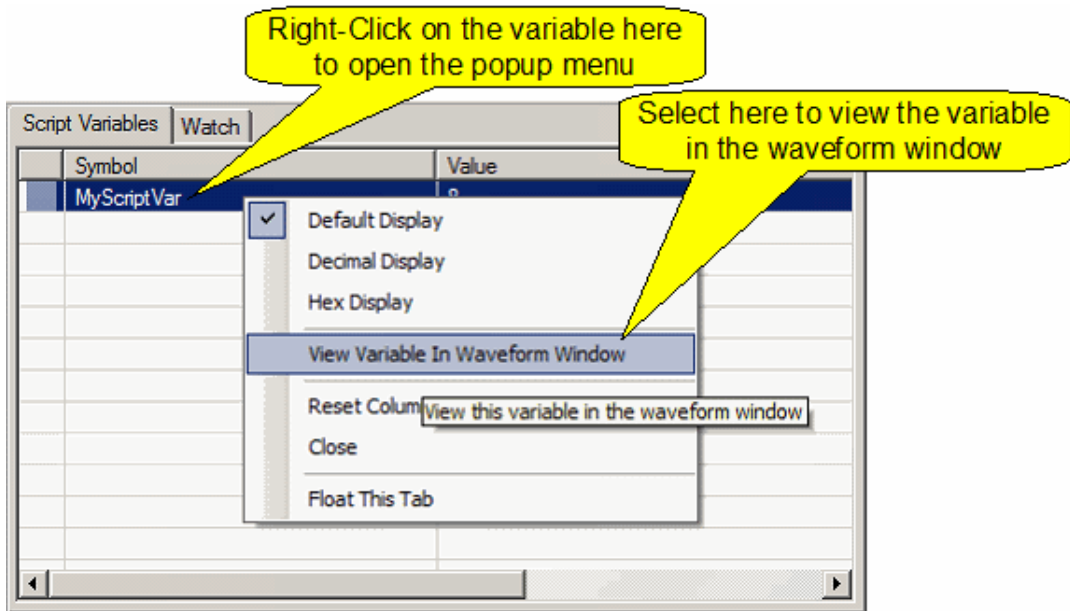 Right-Click on the variable here
to open the popup menu
Select here to view the variable
in the waveform window
Script Variables Watch
Symbol Value
MyScriptVar
Default Display
Decimal Display
Hex Display
View Variable In Waveform Window
Reset Colum
View this variable in the waveform window
Close
Float This Tab